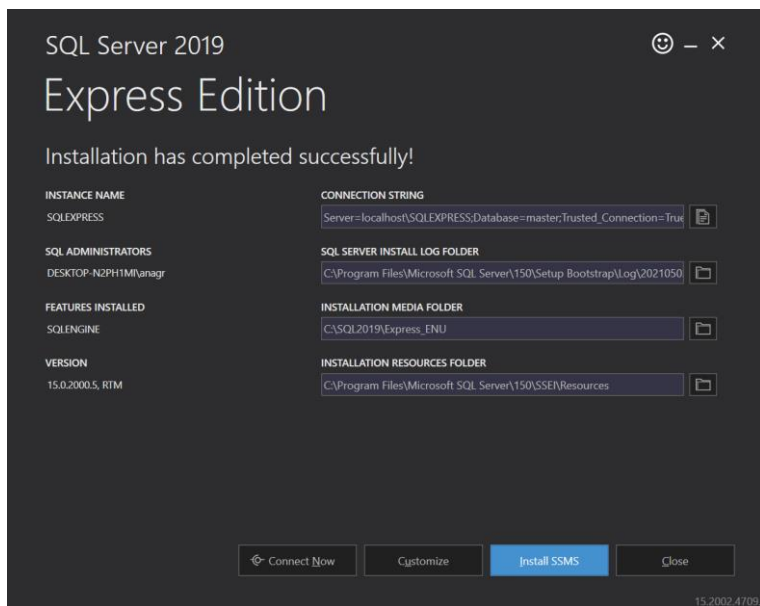 SQL Server 2019
Express Edition
Installation has completed successfully!
INSTANCE NAME
SQLEXPRESS
CONNECTION STRING
Server=localhost\SQLEXPRESS;Database=master;Trusted_Connection=True
SQL ADMINISTRATORS
DESKTOP-N2PH1MI\anagr
SQL SERVER INSTALL LOG FOLDER
C:\Program Files\Microsoft SQL Server\150\Setup Bootstrap\Log\2021050
FEATURES INSTALLED
SQLENGINE
INSTALLATION MEDIA FOLDER
C:\SQL2019\Express_ENU
VERSION
15.0.2000.5, RTM
INSTALLATION RESOURCES FOLDER
C:\Program Files\Microsoft SQL Server\150\SSEI\Resources
Connect Now
Customize
Install SSMS
Close
15.2002.4709